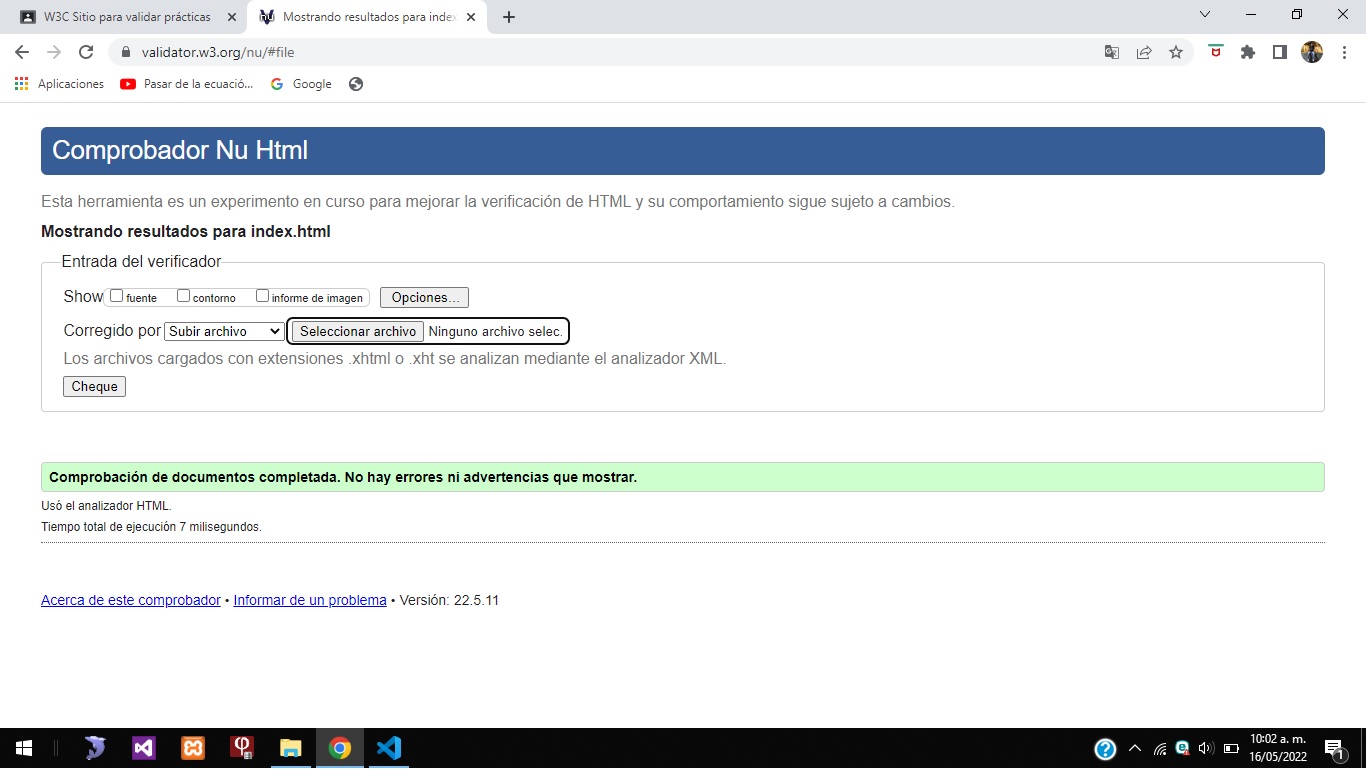 W3C Sitio para validar prácticas
Mostrando resultados para index
validator.w3.org/nu/#file
Aplicaciones
Pasar de la ecuació...
Google
Comprobador Nu Html
Esta herramienta es un experimento en curso para mejorar la verificación de HTML y su comportamiento sigue sujeto a cambios.
Mostrando resultados para index.html
Entrada del verificador
Show fuente contorno informe de imagen Opciones...
Corregido por Subir archivo Seleccionar archivo Ninguno archivo selec.
Los archivos cargados con extensiones .xhtml o .xht se analizan mediante el analizador XML.
Cheque
Comprobación de documentos completada. No hay errores ni advertencias que mostrar.
Usó el analizador HTML.
Tiempo total de ejecución 7 milisegundos.
Acerca de este comprobador • Informar de un problema • Versión: 22.5.11
10:02 a. m.
16/05/2022
1